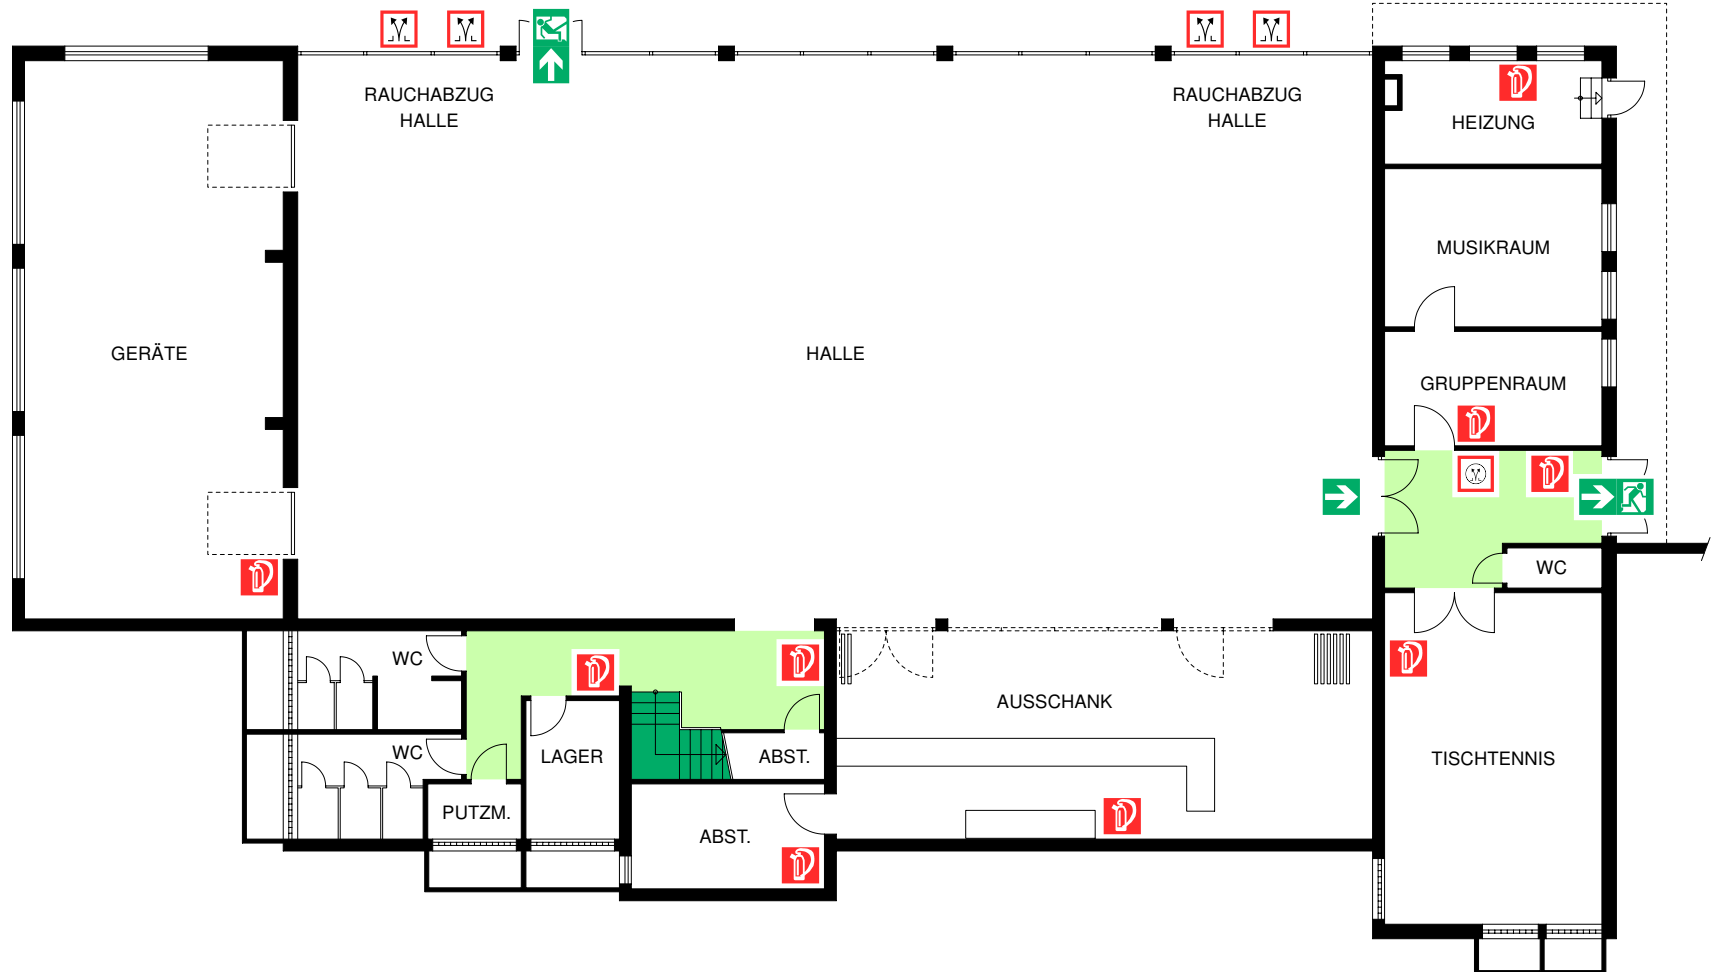 RAUCHABZUG
HALLE
RAUCHABZUG
HALLE
HEIZUNG
MUSIKRAUM
GERÄTE
HALLE
GRUPPENRAUM
WC
WC
AUSSCHANK
WC
LAGER
ABST.
TISCHTENNIS
PUTZM.
ABST.